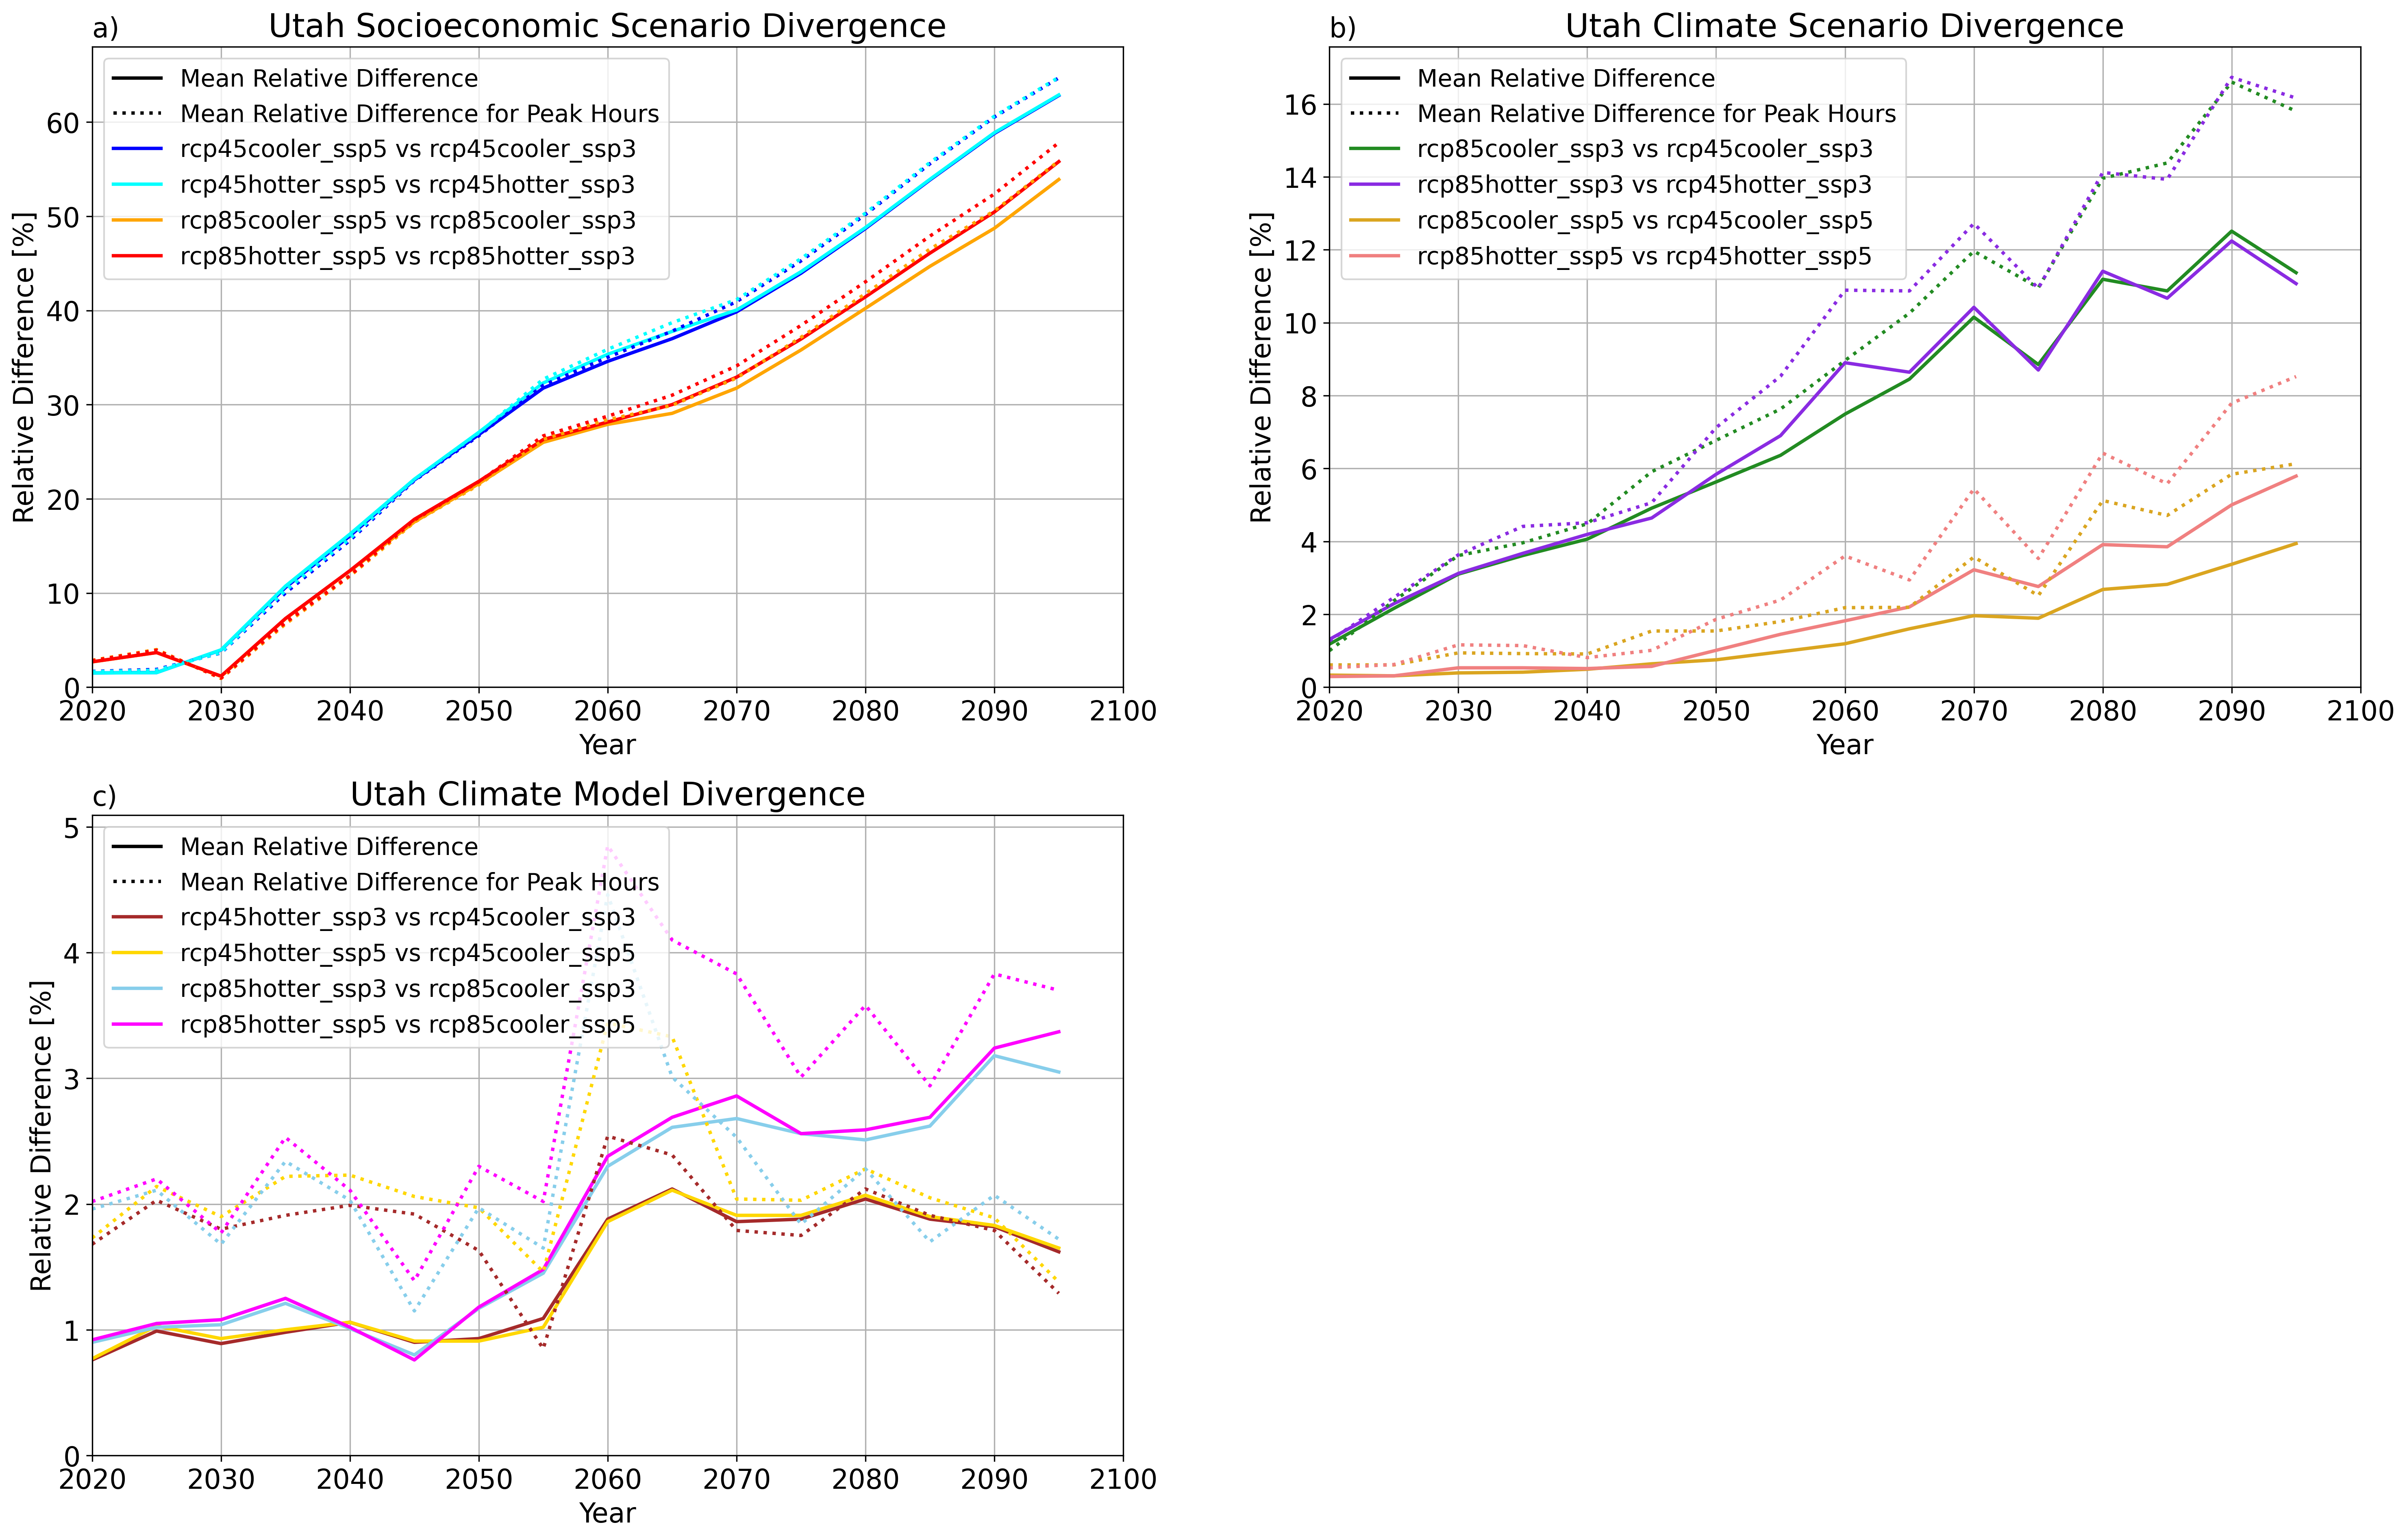 a)
Utah Socioeconomic Scenario Divergence
Mean Relative Difference
Mean Relative Difference for Peak Hours
rcp45cooler_ssp5 vs rcp45cooler_ssp3
rcp45hotter_ssp5 vs rcp45hotter_ssp3
rcp85cooler_ssp5 vs rcp85cooler_ssp3
rcp85hotter_ssp5 vs rcp85hotter_ssp3
Relative Difference [%]
60
50
40
30
20
10
0
2020 2030 2040 2050 2060 2070 2080 2090 2100
Year
b)
Utah Climate Scenario Divergence
Mean Relative Difference
Mean Relative Difference for Peak Hours
rcp85cooler_ssp3 vs rcp45cooler_ssp3
rcp85hotter_ssp3 vs rcp45hotter_ssp3
rcp85cooler_ssp5 vs rcp45cooler_ssp5
rcp85hotter_ssp5 vs rcp45hotter_ssp5
Relative Difference [%]
16
14
12
10
8
6
4
2
0
2020 2030 2040 2050 2060 2070 2080 2090 2100
Year
c)
Utah Climate Model Divergence
Mean Relative Difference
Mean Relative Difference for Peak Hours
rcp45hotter_ssp3 vs rcp45cooler_ssp3
rcp45hotter_ssp5 vs rcp45cooler_ssp5
rcp85hotter_ssp3 vs rcp85cooler_ssp3
rcp85hotter_ssp5 vs rcp85cooler_ssp5
Relative Difference [%]
5
4
3
2
1
0
2020 2030 2040 2050 2060 2070 2080 2090 2100
Year